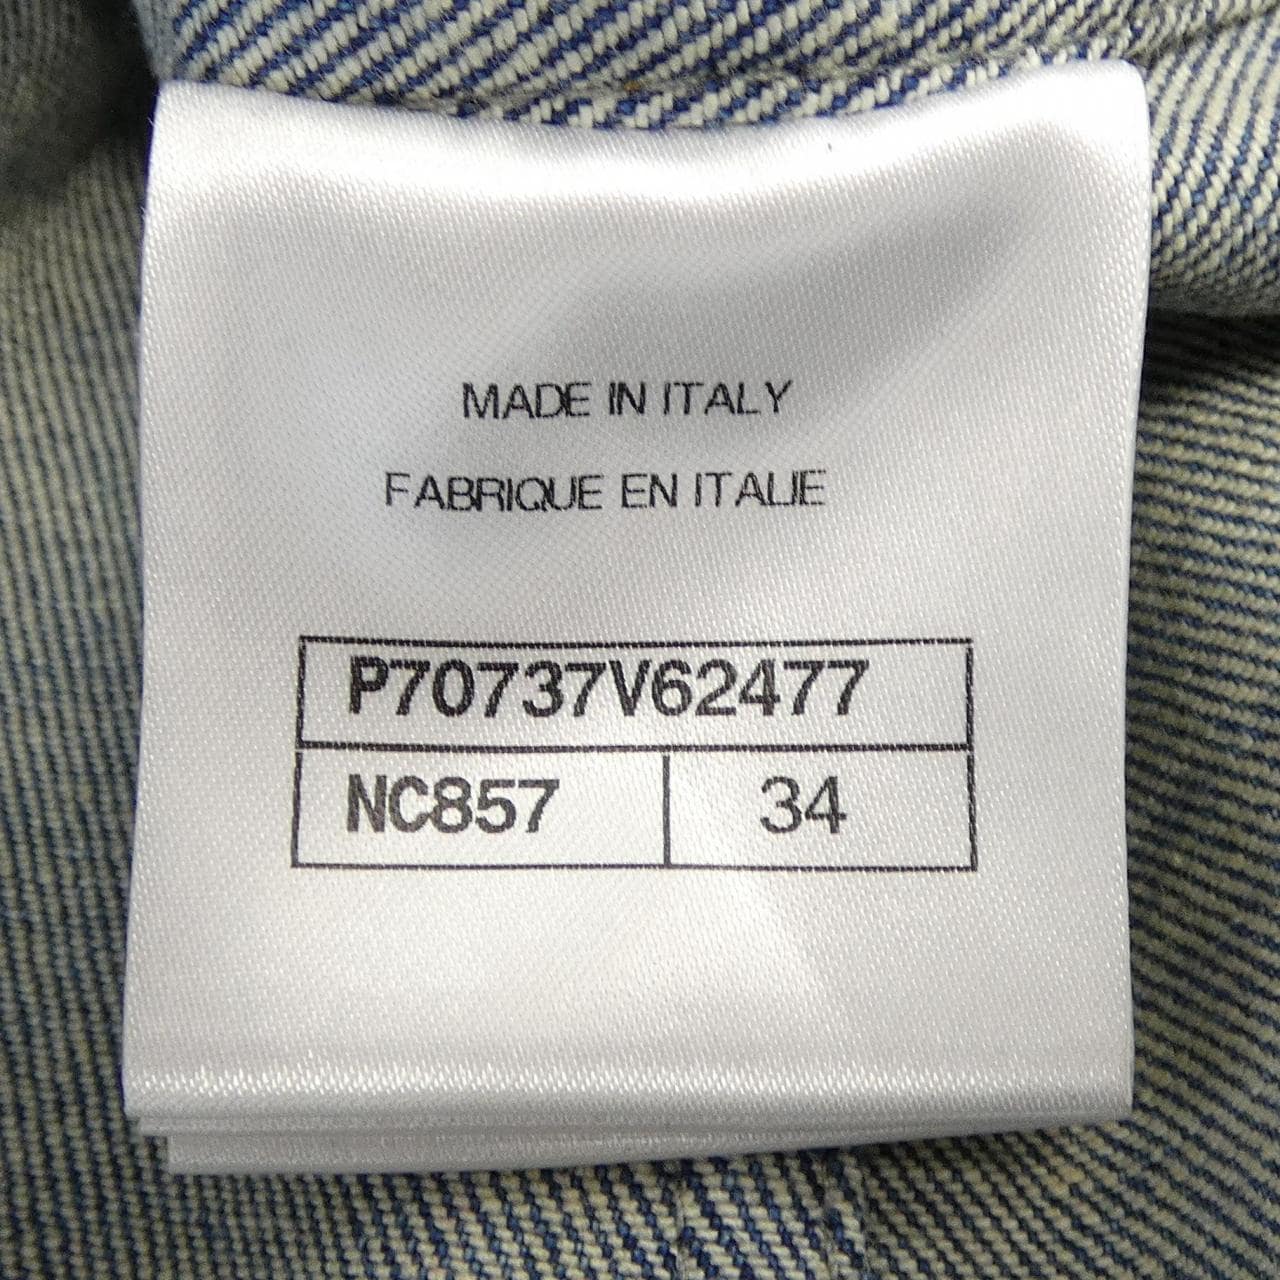 MADE IN ITALY
FABRIQUE EN ITALIE
P70737V62477
NC857 34